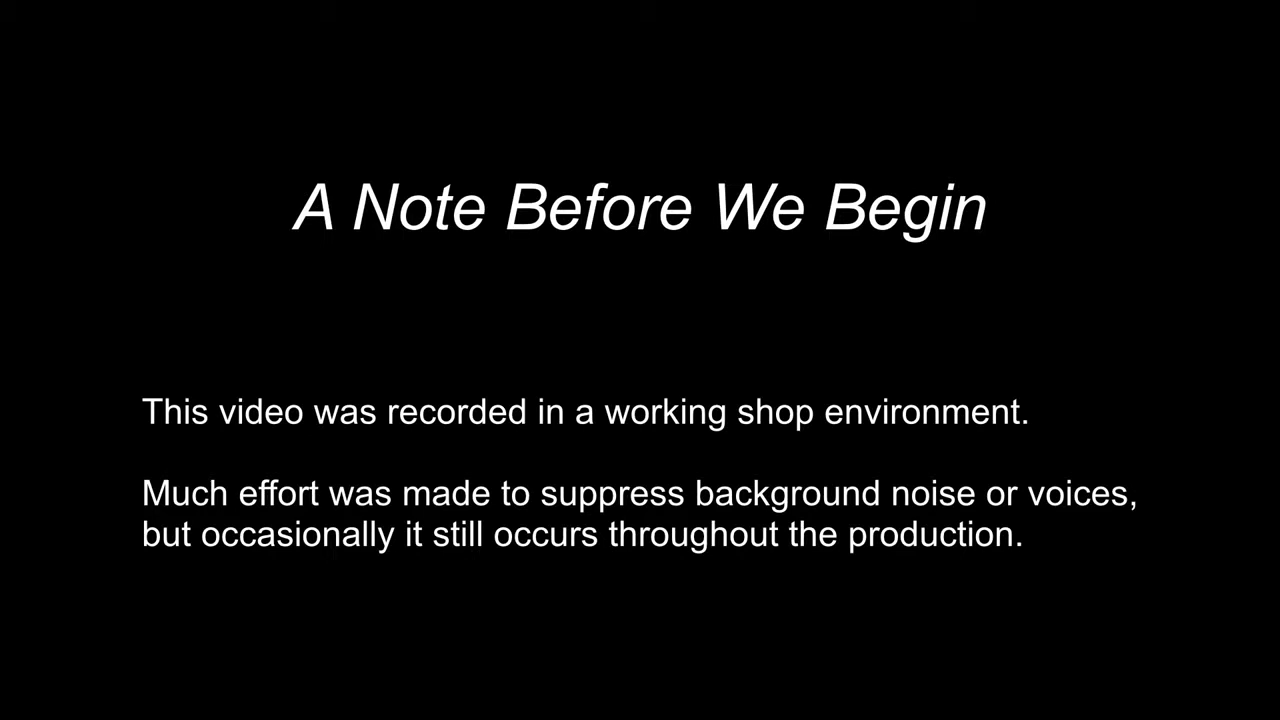 A Note Before We Begin
This video was recorded in a working shop environment.
Much effort was made to suppress background noise or voices,
but occasionally it still occurs throughout the production.